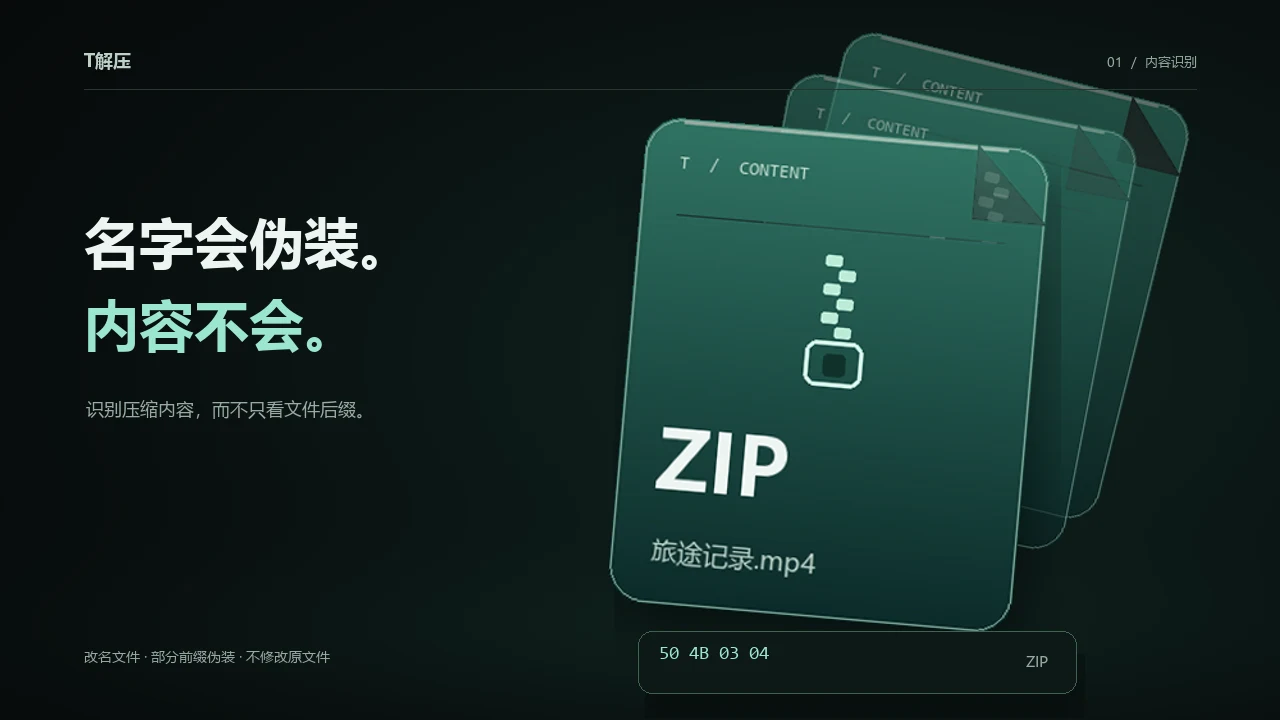 T解压
01 / 内容识别
T / CONTENT
T / CONTENT
T / CONTENT
名字会伪装。
内容不会。
识别压缩内容，而不只看文件后缀。
ZIP
旅途记录.mp4
改名文件 · 部分前缀伪装 · 不修改原文件
50 4B 03 04
ZIP